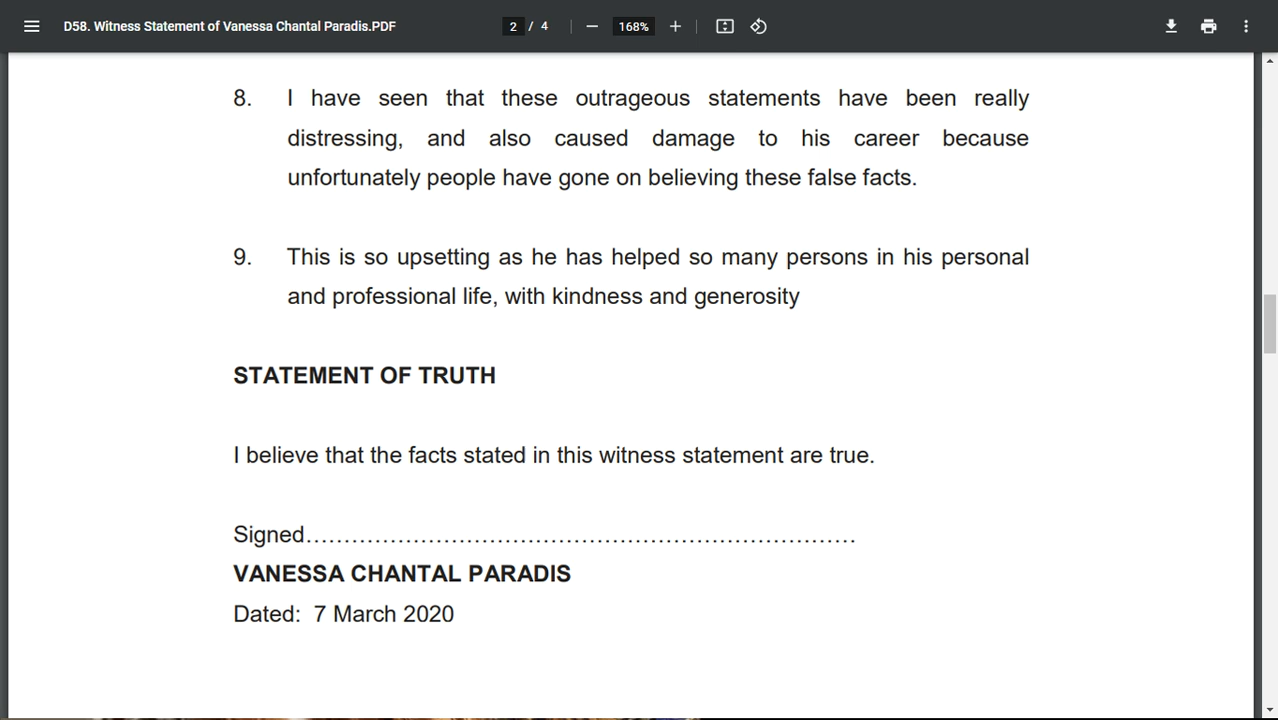 D58. Witness Statement of Vanessa Chantal Paradis.PDF 2 / 4 168%
8. I have seen that these outrageous statements have been really
distressing, and also caused damage to his career because
unfortunately people have gone on believing these false facts.
9. This is so upsetting as he has helped so many persons in his personal
and professional life, with kindness and generosity
STATEMENT OF TRUTH
I believe that the facts stated in this witness statement are true.
Signed……………………………………………………………
VANESSA CHANTAL PARADIS
Dated: 7 March 2020